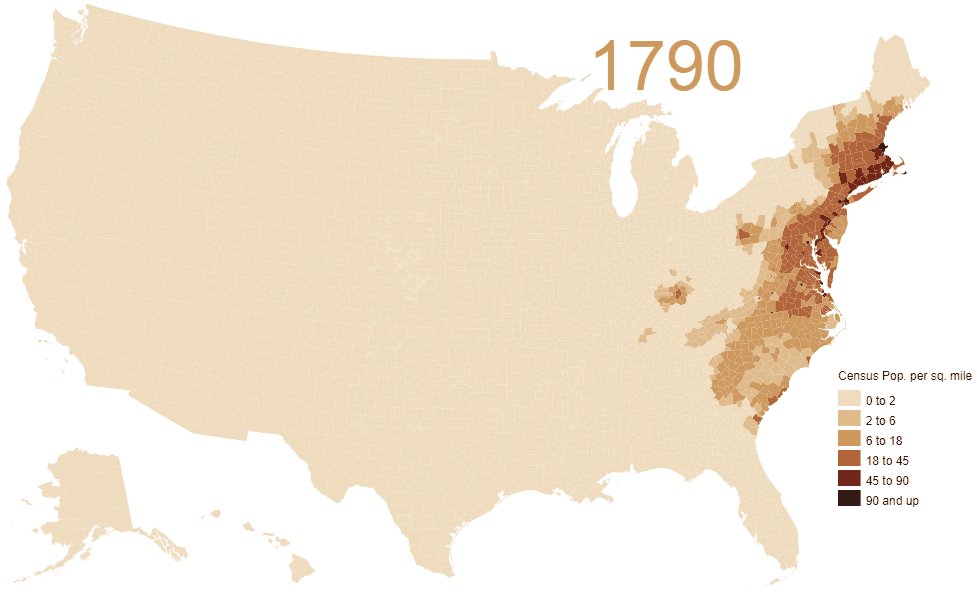 1790
Census Pop. per sq. mile
0 to 2
2 to 6
6 to 18
18 to 45
45 to 90
90 and up